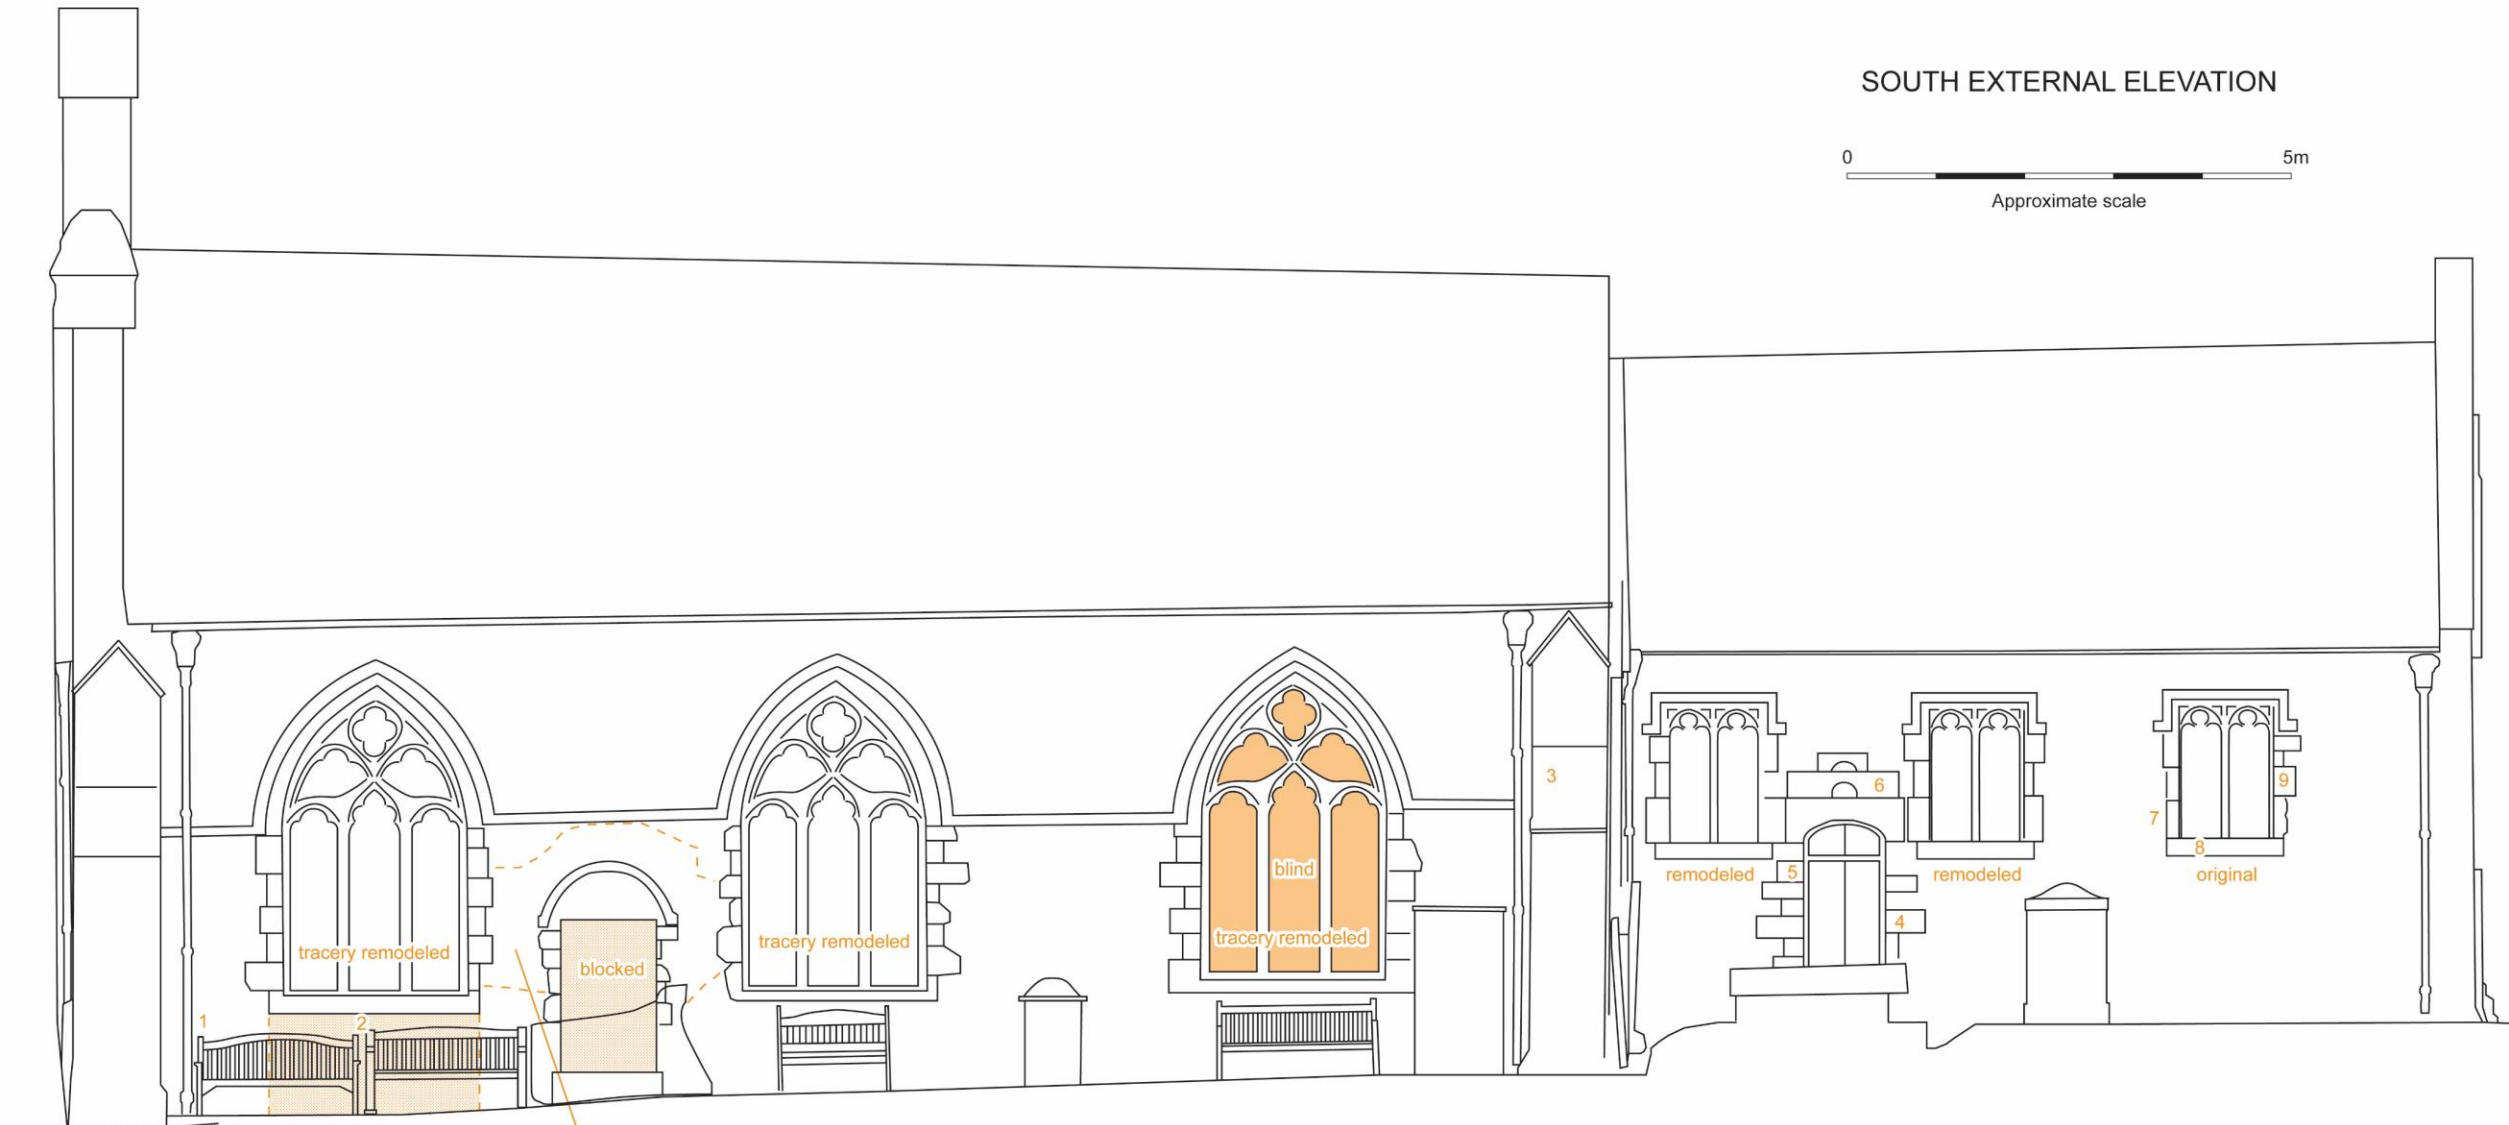 SOUTH EXTERNAL ELEVATION
0 5m
Approximate scale
3
6
9
7
8
blind
5
remodeled
remodeled
original
4
tracery remodeled
tracery remodeled
tracery remodeled
blocked
1
2